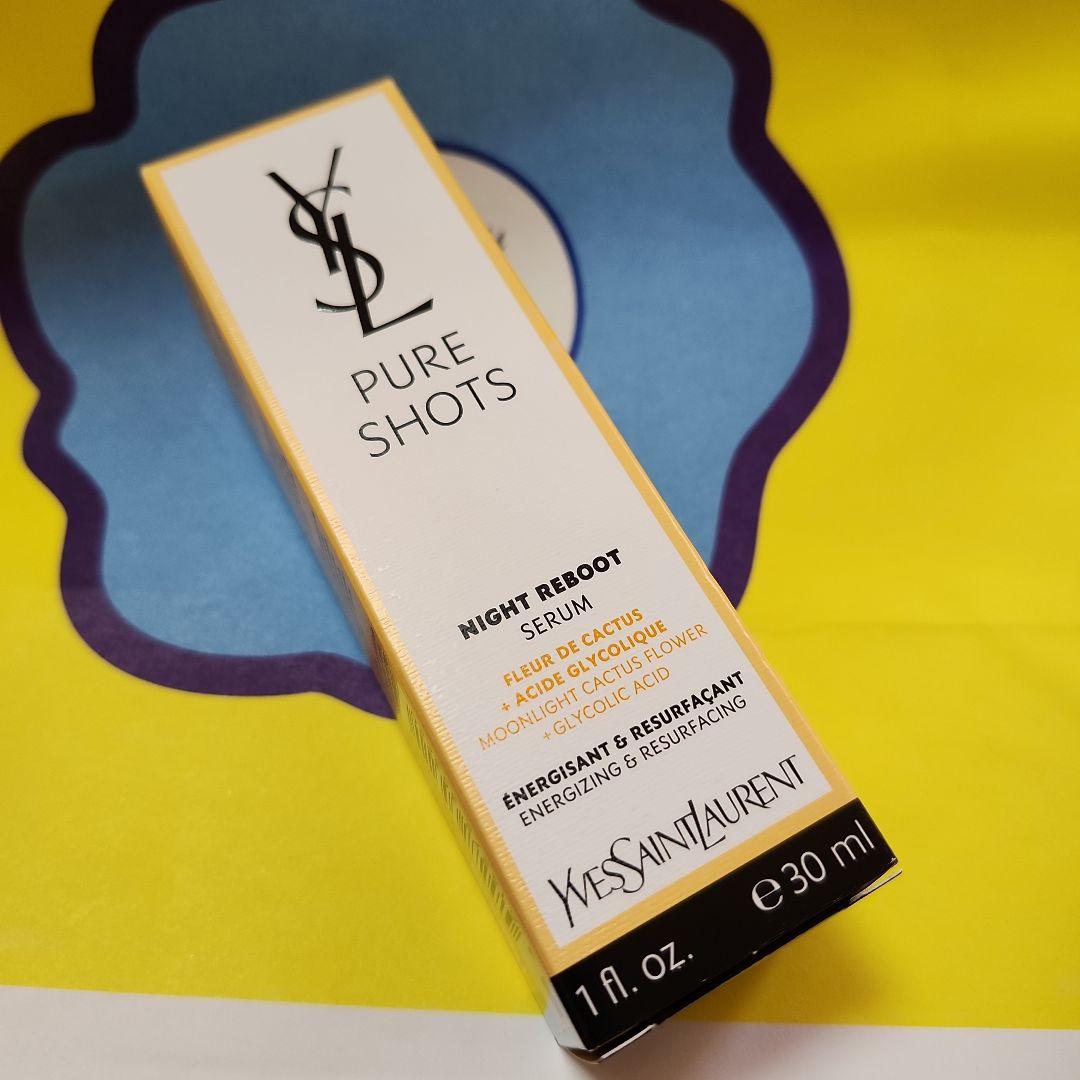 YSL
PURE
SHOTS
NIGHT REBOOT
SERUM
FLEUR DE CACTUS
+ ACIDE GLYCOLIQUE
MOONLIGHT CACTUS FLOWER
+ GLYCOLIC ACID
ÉNERGISANT & RESURFAÇANT
ENERGIZING & RESURFACING
YVESSAINTLAURENT
1 fl. oz. ℮ 30 ml